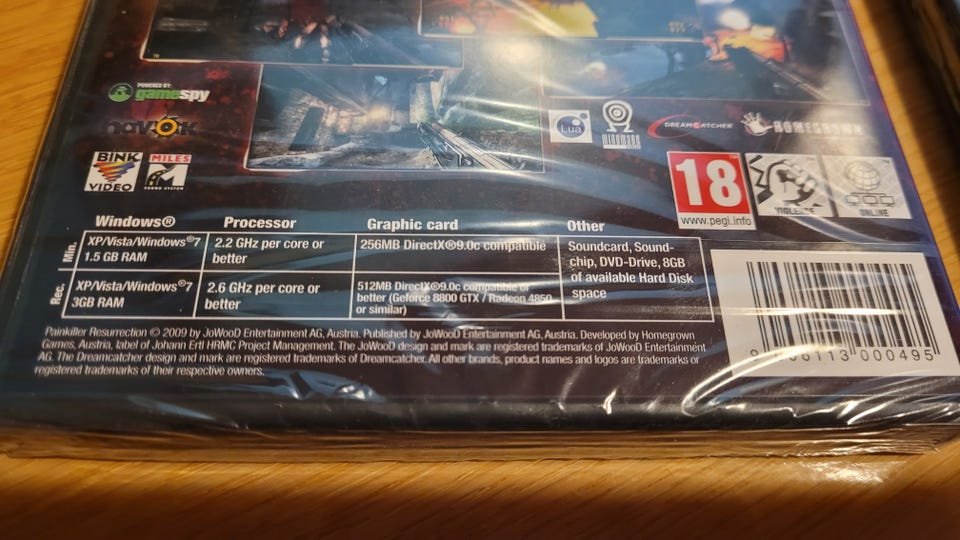 POWERED BY
gamespy
havok
Lua
DREAMCATCHER
HOMEGROWN
BINK
VIDEO
MILES
SOUND SYSTEM
18
www.pegi.info
VIOLENCE
ONLINE
Windows® Processor Graphic card Other
Min. XP/Vista/Windows®7 1.5 GB RAM
2.2 GHz per core or better
256MB DirectX®9.0c compatible
Soundcard, Sound-
chip, DVD-Drive, 8GB
of available Hard Disk
space
Rec. XP/Vista/Windows®7 3GB RAM
2.6 GHz per core or better
512MB DirectX®9.0c compatible or
better (Geforce 8800 GTX / Radeon 4850
or similar)
Painkiller Resurrection © 2009 by JoWooD Entertainment AG, Austria. Published by JoWooD Entertainment AG, Austria. Developed by Homegrown
Games, Austria, label of Johann Ertl HRMC Project Management. The JoWooD design and mark are registered trademarks of JoWooD Entertainment
AG. The Dreamcatcher design and mark are registered trademarks of Dreamcatcher. All other brands, product names and logos are trademarks or
registered trademarks of their respective owners.
000495